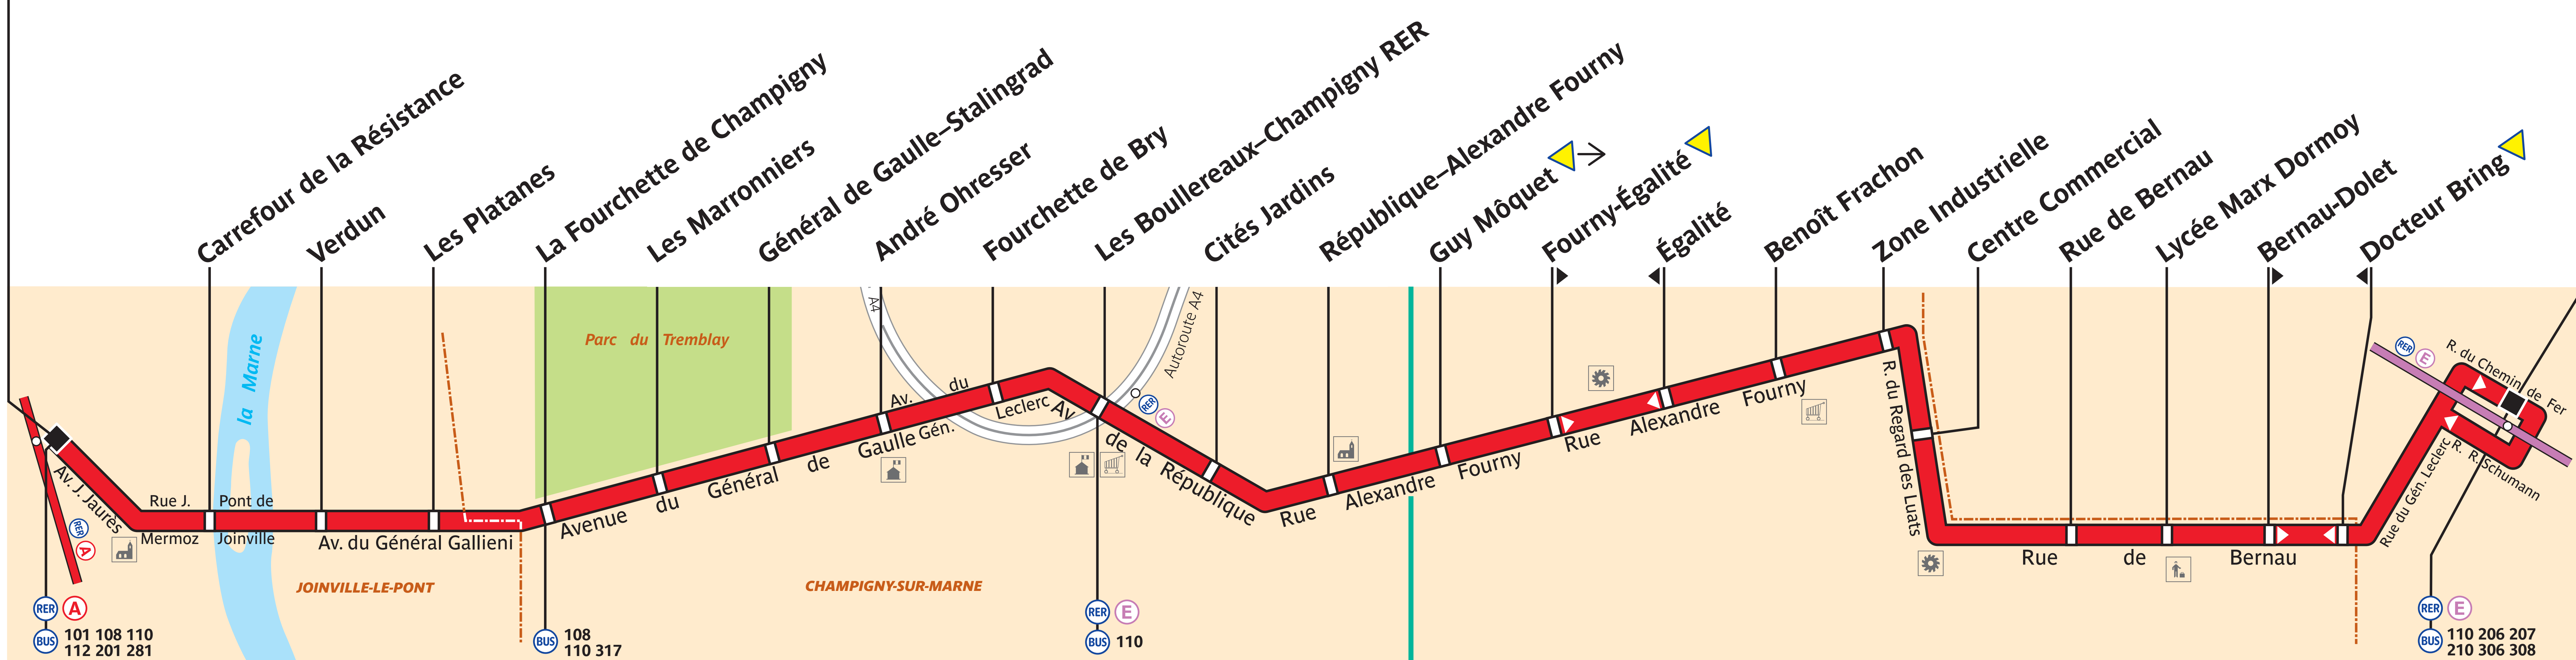 Carrefour de la Résistance
Verdun
Les Platanes
La Fourchette de Champigny
Les Marronniers
Général de Gaulle–Stalingrad
André Ohresser
Fourchette de Bry
Les Boullereaux–Champigny RER
Cités Jardins
République–Alexandre Fourny
Guy Môquet
Fourny-Égalité
Égalité
Benoît Frachon
Zone Industrielle
Centre Commercial
Rue de Bernau
Lycée Marx Dormoy
Bernau-Dolet
Docteur Bring
la Marne
Parc du Tremblay
A4
Autoroute A4
RER E
RER E
R. du Chemin de Fer
Av. J. Jaurès
RER A
Rue J.
Mermoz
Pont de
Joinville
Av. du Général Gallieni
Avenue du Général de Gaulle
Av. du
Gén. Leclerc
Av de la République
Rue Alexandre Fourny
Rue Alexandre Fourny
R. du Regard des Luats
Rue de Bernau
Rue du Gén. Leclerc
R. R. Schumann
JOINVILLE-LE-PONT
CHAMPIGNY-SUR-MARNE
RER A
BUS 101 108 110
112 201 281
BUS 108
110 317
RER E
BUS 110
RER E
BUS 110 206 207
210 306 308